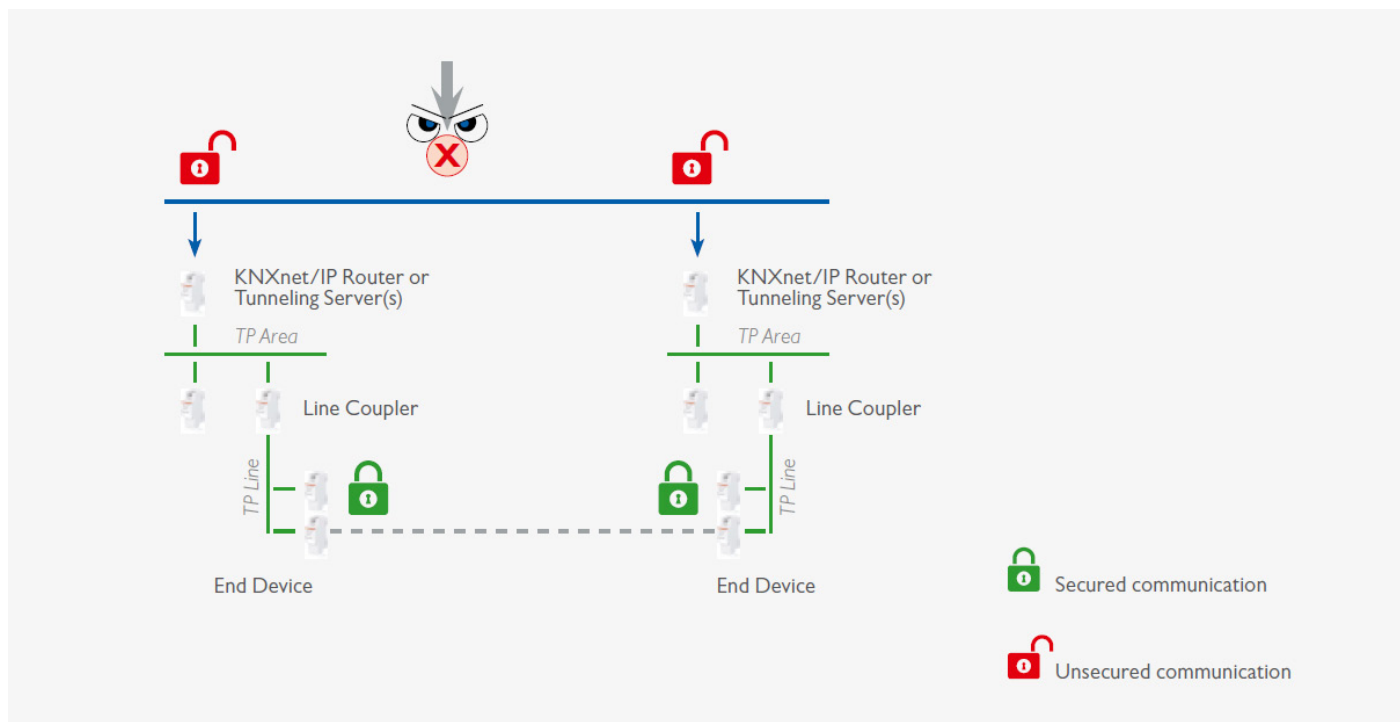 X
KNXnet/IP Router or
Tunneling Server(s)
TP Area
Line Coupler
TP Line
End Device
KNXnet/IP Router or
Tunneling Server(s)
TP Area
Line Coupler
TP Line
End Device
Secured communication
Unsecured communication